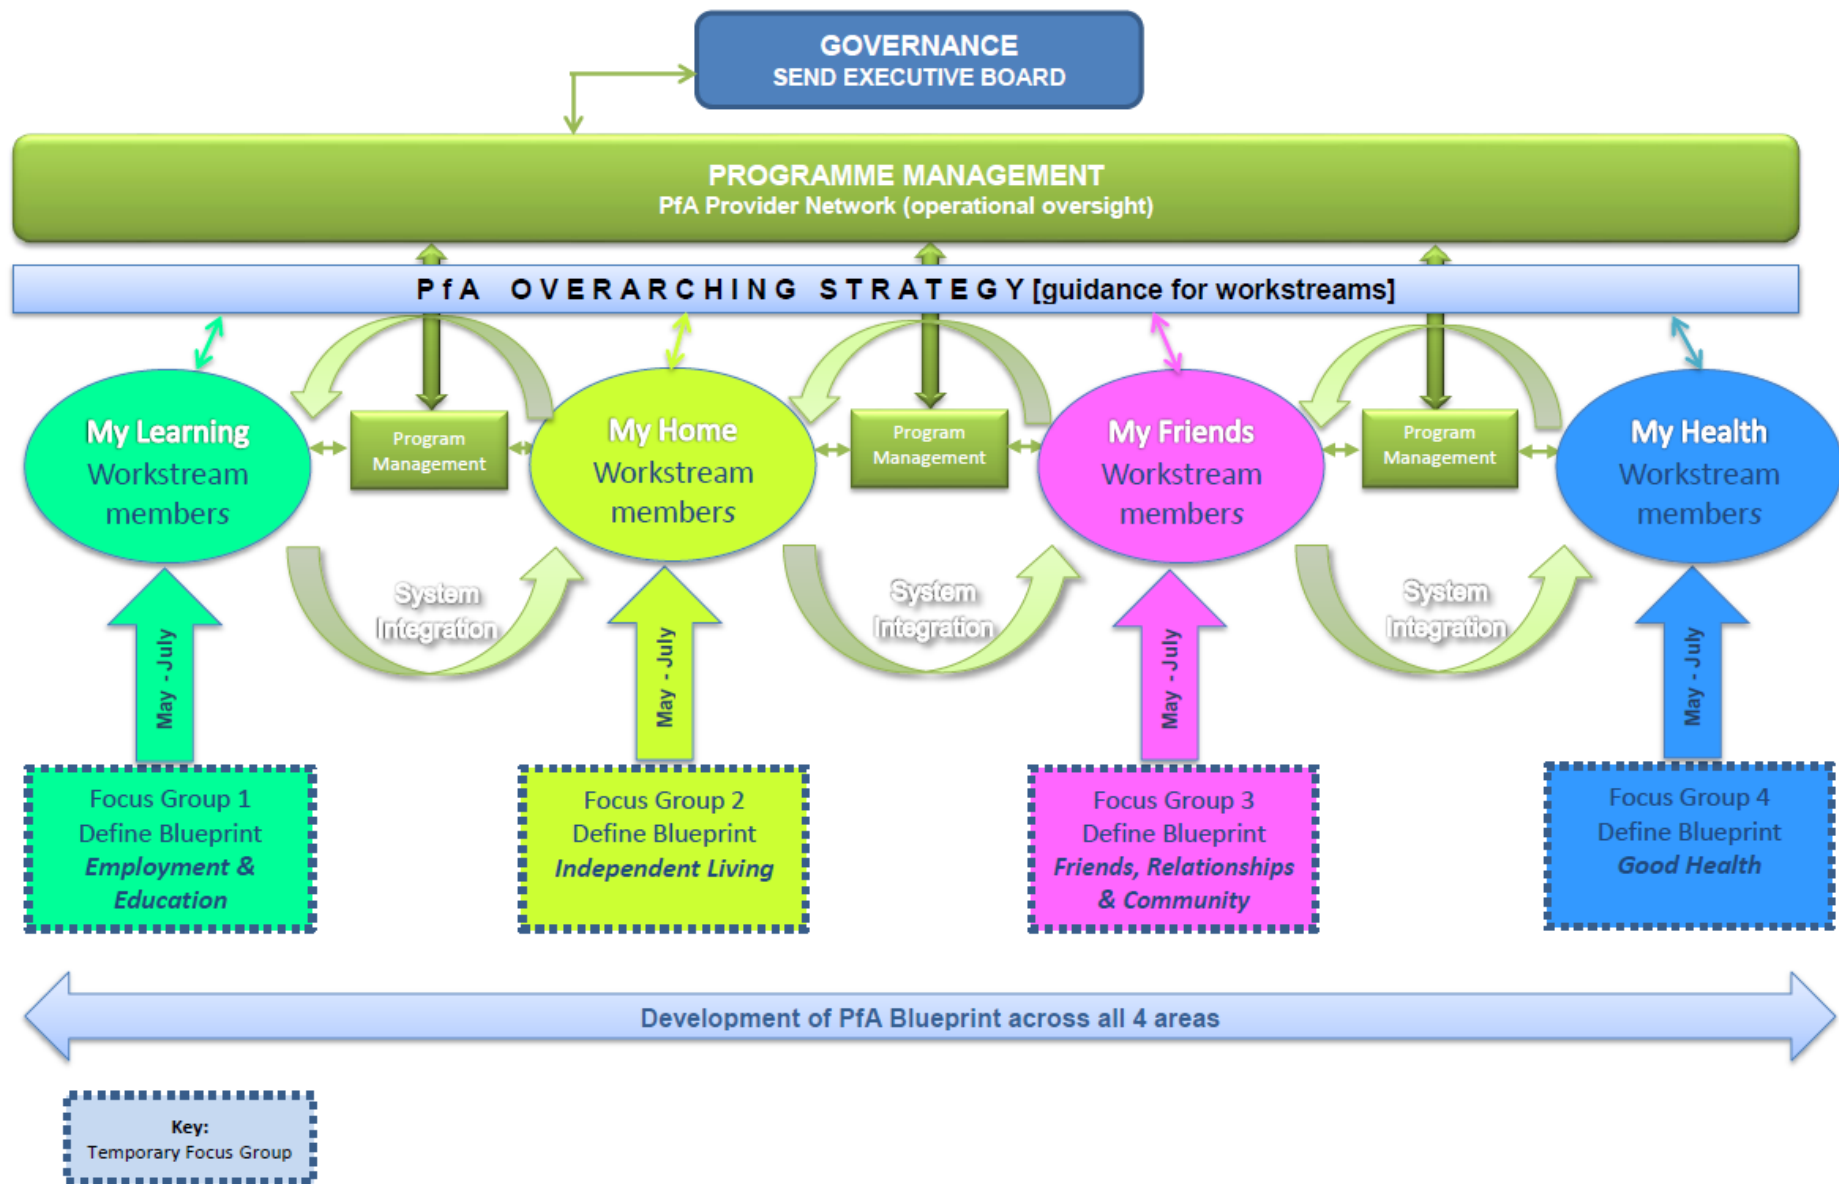 GOVERNANCE
SEND EXECUTIVE BOARD
PROGRAMME MANAGEMENT
PfA Provider Network (operational oversight)
PfA OVERARCHING STRATEGY [guidance for workstreams]
My Learning
Workstream
members
Program
Management
My Home
Workstream
members
Program
Management
My Friends
Workstream
members
Program
Management
My Health
Workstream
members
System
Integration
System
Integration
System
Integration
May - July
May - July
May - July
May - July
Focus Group 1
Define Blueprint
Employment &
Education
Focus Group 2
Define Blueprint
Independent Living
Focus Group 3
Define Blueprint
Friends, Relationships
& Community
Focus Group 4
Define Blueprint
Good Health
Development of PfA Blueprint across all 4 areas
Key:
Temporary Focus Group